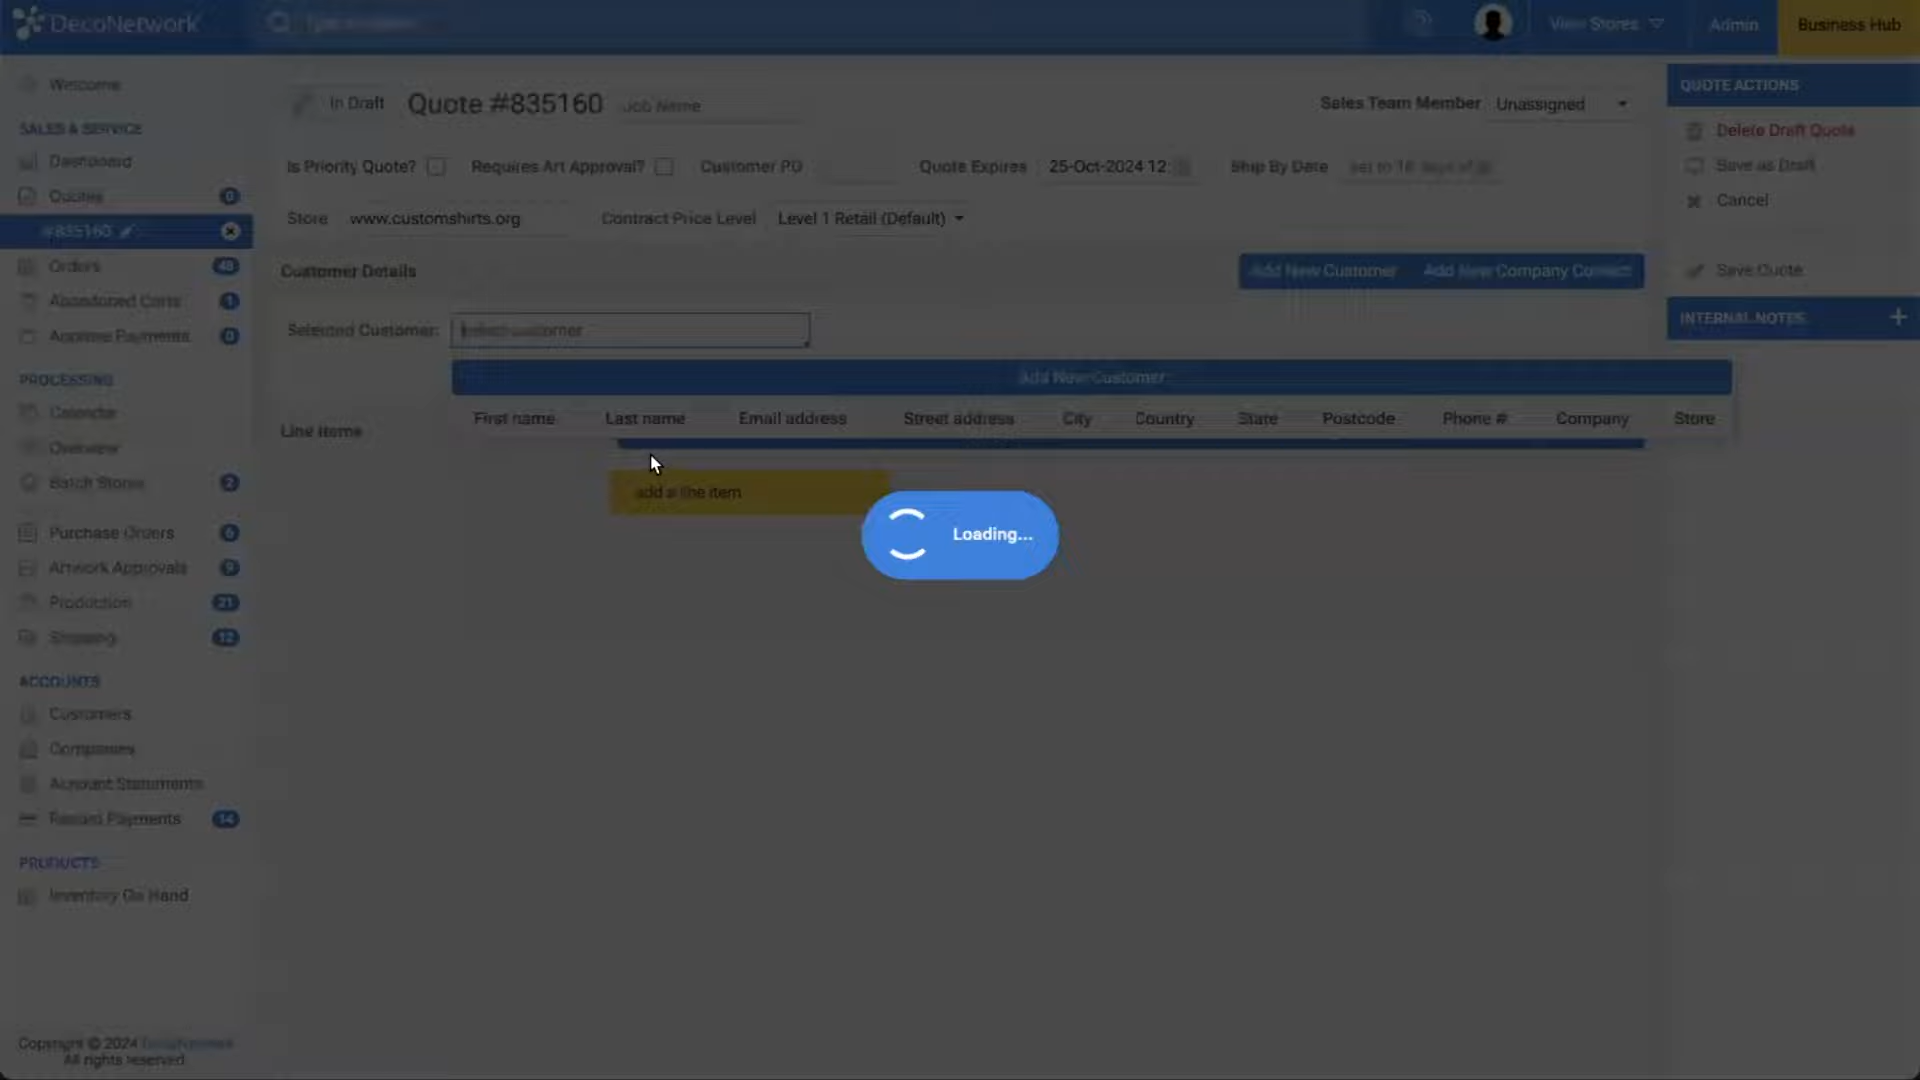 DecoNetwork
View Stores
Admin
Business Hub
Welcome
SALES & SERVICE
Dashboard
Quotes 0
#835160
Orders 43
Abandoned Carts 1
Approve Payments 0
PROCESSING
Calendar
Overview
Batch Stores 2
Purchase Orders 6
Artwork Approvals 9
Production 21
Shipping 12
ACCOUNTS
Customers
Companies
Account Statements
Record Payments 14
PRODUCTS
Inventory On Hand
Copyright © 2024 DecoNetwork
All rights reserved
In Draft Quote #835160 Job Name
Sales Team Member Unassigned
Is Priority Quote? Requires Art Approval? Customer PO Quote Expires 25-Oct-2024 12: Ship By Date
Store www.customshirts.org Contract Price Level Level 1 Retail (Default)
Customer Details
Add New Customer Add New Company Contact
Selected Customer: select customer
Add New Customer
First name Last name Email address Street address City Country State Postcode Phone # Company Store
Line Items
add a line item
Loading...
QUOTE ACTIONS
Delete Draft Quote
Save as Draft
Cancel
Save Quote
INTERNAL NOTES